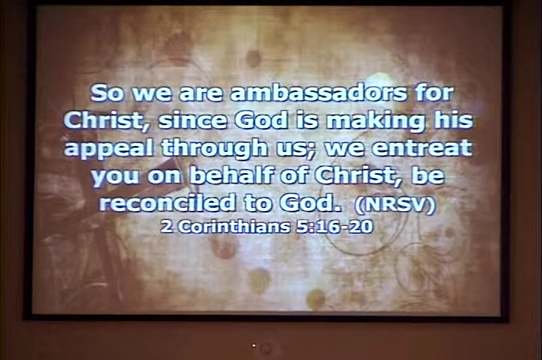 So we are ambassadors for
Christ, since God is making his
appeal through us; we entreat
you on behalf of Christ, be
reconciled to God. (NRSV)
2 Corinthians 5:16-20